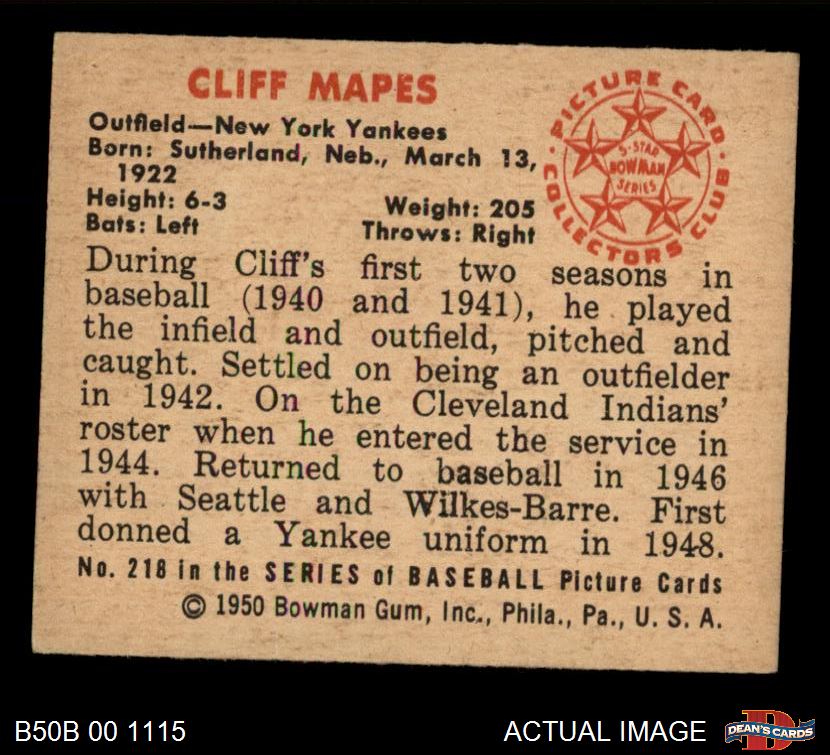 CLIFF MAPES
Outfield—New York Yankees
Born: Sutherland, Neb., March 13,
1922
Height: 6-3 Weight: 205
Bats: Left Throws: Right
PICTURE CARD
COLLECTORS CLUB
5-STAR
BOWMAN
SERIES
During Cliff's first two seasons in
baseball (1940 and 1941), he played
the infield and outfield, pitched and
caught. Settled on being an outfielder
in 1942. On the Cleveland Indians'
roster when he entered the service in
1944. Returned to baseball in 1946
with Seattle and Wilkes-Barre. First
donned a Yankee uniform in 1948.
No. 218 in the SERIES of BASEBALL Picture Cards
© 1950 Bowman Gum, Inc., Phila., Pa., U. S. A.
B50B 00 1115 ACTUAL IMAGE D DEAN'S CARDS